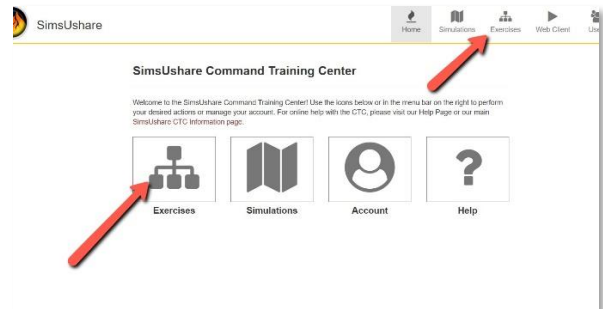 SimsUshare
Home Simulations Exercises Web Client
SimsUshare Command Training Center
Welcome to the SimsUshare Command Training Center! Use the icons below or in the menu bar on the right to perform
your desired actions or manage your account. For online help with the CTC, please visit our Help Page or our main
SimsUshare CTC information page.
Exercises Simulations Account Help